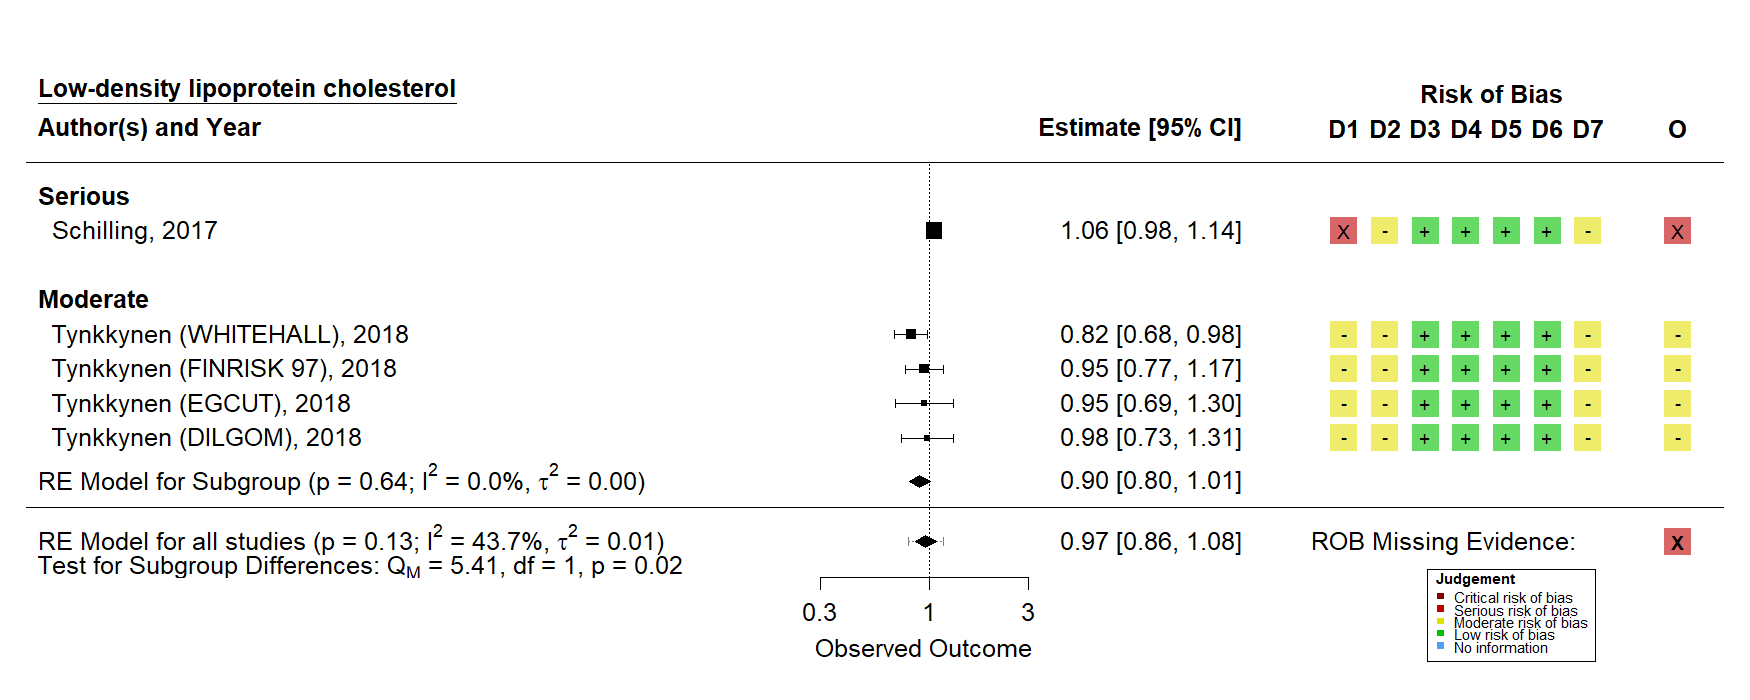 Low-density lipoprotein cholesterol
Risk of Bias
Author(s) and Year Estimate [95% CI] D1 D2 D3 D4 D5 D6 D7 O
Serious
Schilling, 2017 1.06 [0.98, 1.14] X - + + + + - X
Moderate
Tynkkynen (WHITEHALL), 2018 0.82 [0.68, 0.98] - - + + + + - -
Tynkkynen (FINRISK 97), 2018 0.95 [0.77, 1.17] - - + + + + - -
Tynkkynen (EGCUT), 2018 0.95 [0.69, 1.30] - - + + + + - -
Tynkkynen (DILGOM), 2018 0.98 [0.73, 1.31] - - + + + + - -
RE Model for Subgroup (p = 0.64; I² = 0.0%, τ² = 0.00) 0.90 [0.80, 1.01]
RE Model for all studies (p = 0.13; I² = 43.7%, τ² = 0.01) 0.97 [0.86, 1.08] ROB Missing Evidence: X
Test for Subgroup Differences: Q_M = 5.41, df = 1, p = 0.02
0.3 1 3
Observed Outcome
Judgement
Critical risk of bias
Serious risk of bias
Moderate risk of bias
Low risk of bias
No information